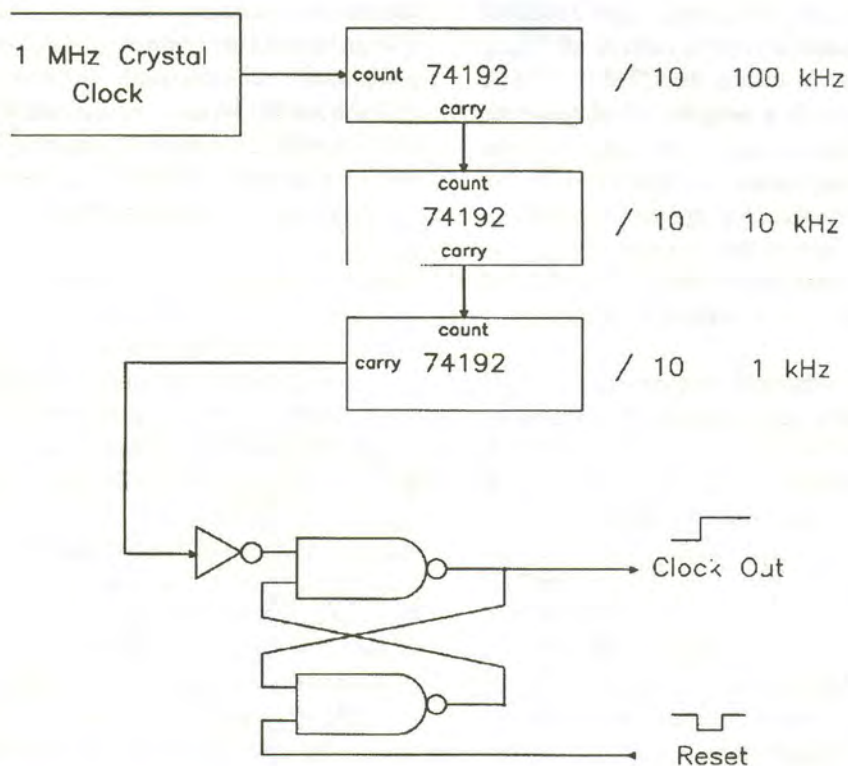 1 MHz Crystal
Clock
count 74192
carry
/ 10 100 kHz
count
74192
carry
/ 10 10 kHz
count
carry 74192
/ 10 1 kHz
Clock Out
Reset